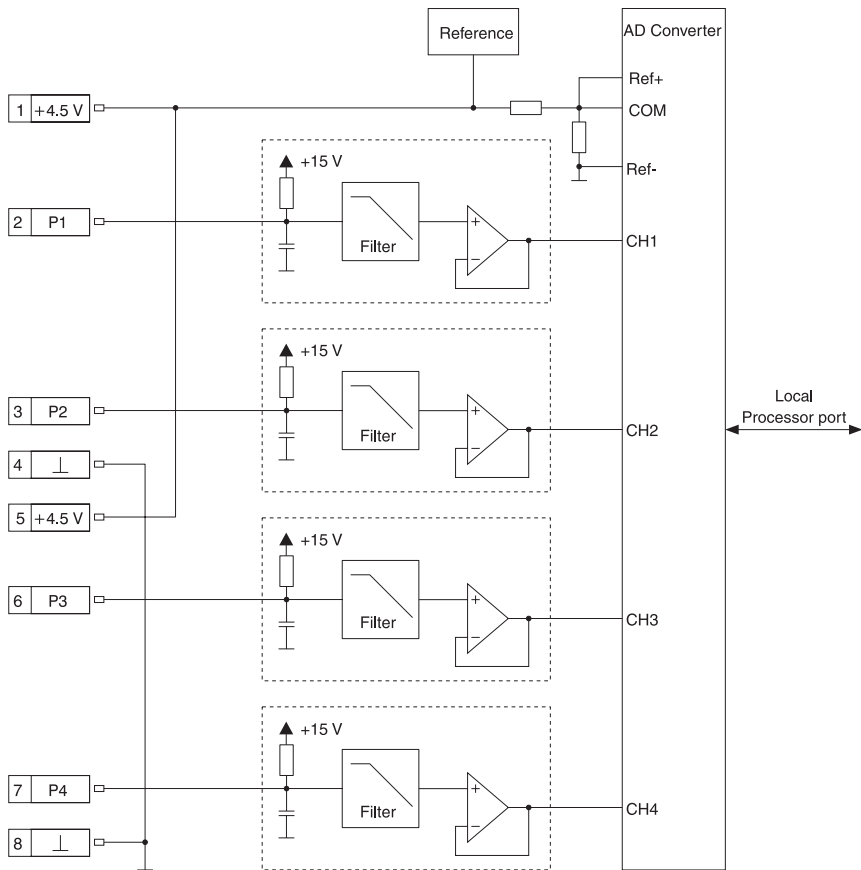 Reference
AD Converter
Ref+
1 +4.5 V
COM
+15 V
Ref-
2 P1
+
Filter
−
CH1
+15 V
3 P2
+
Filter
−
CH2
Local
Processor port
4 ⊥
5 +4.5 V
+15 V
6 P3
+
Filter
−
CH3
+15 V
7 P4
+
Filter
−
CH4
8 ⊥